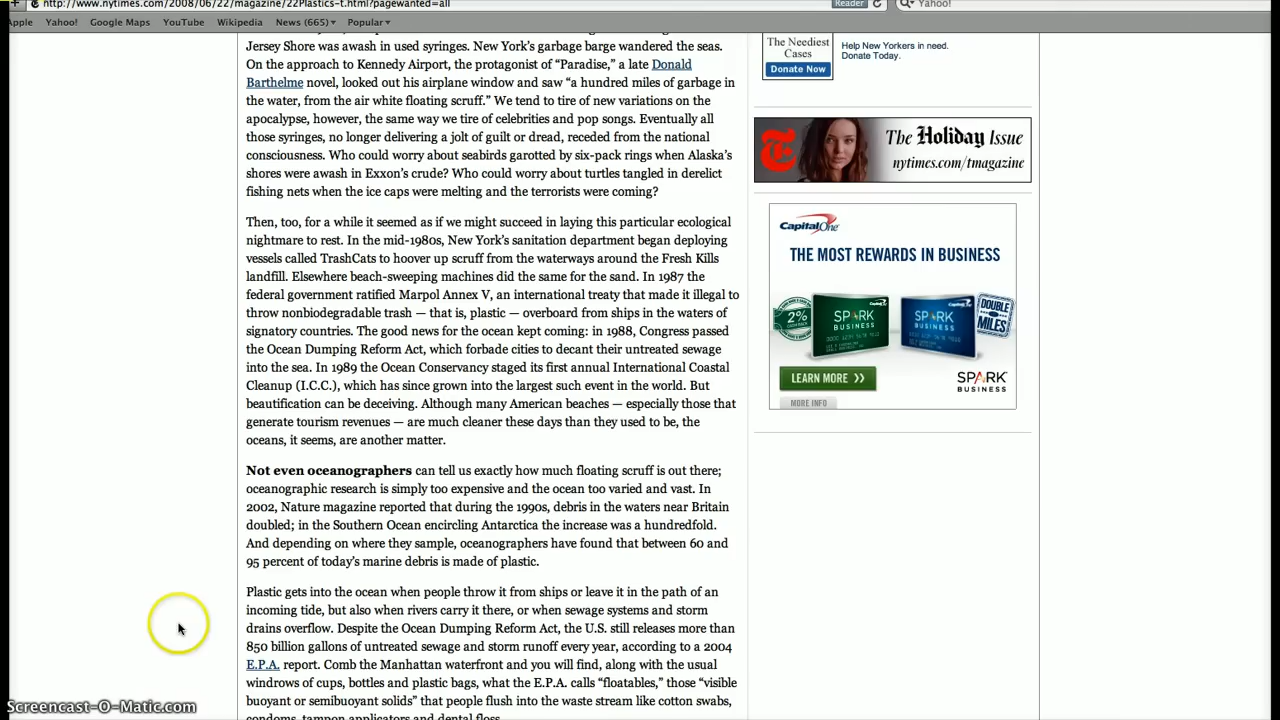 http://www.nytimes.com/2008/06/22/magazine/22Plastics-t.html?pagewanted=all
Reader
Yahoo!
Apple Yahoo! Google Maps YouTube Wikipedia News (665) Popular
Jersey Shore was awash in used syringes. New York's garbage barge wandered the seas.
On the approach to Kennedy Airport, the protagonist of “Paradise,” a late Donald
Barthelme novel, looked out his airplane window and saw “a hundred miles of garbage in
the water, from the air white floating scruff.” We tend to tire of new variations on the
apocalypse, however, the same way we tire of celebrities and pop songs. Eventually all
those syringes, no longer delivering a jolt of guilt or dread, receded from the national
consciousness. Who could worry about seabirds garotted by six-pack rings when Alaska's
shores were awash in Exxon's crude? Who could worry about turtles tangled in derelict
fishing nets when the ice caps were melting and the terrorists were coming?
Then, too, for a while it seemed as if we might succeed in laying this particular ecological
nightmare to rest. In the mid-1980s, New York's sanitation department began deploying
vessels called TrashCats to hoover up scruff from the waterways around the Fresh Kills
landfill. Elsewhere beach-sweeping machines did the same for the sand. In 1987 the
federal government ratified Marpol Annex V, an international treaty that made it illegal to
throw nonbiodegradable trash — that is, plastic — overboard from ships in the waters of
signatory countries. The good news for the ocean kept coming: in 1988, Congress passed
the Ocean Dumping Reform Act, which forbade cities to decant their untreated sewage
into the sea. In 1989 the Ocean Conservancy staged its first annual International Coastal
Cleanup (I.C.C.), which has since grown into the largest such event in the world. But
beautification can be deceiving. Although many American beaches — especially those that
generate tourism revenues — are much cleaner these days than they used to be, the
oceans, it seems, are another matter.
Not even oceanographers can tell us exactly how much floating scruff is out there;
oceanographic research is simply too expensive and the ocean too varied and vast. In
2002, Nature magazine reported that during the 1990s, debris in the waters near Britain
doubled; in the Southern Ocean encircling Antarctica the increase was a hundredfold.
And depending on where they sample, oceanographers have found that between 60 and
95 percent of today's marine debris is made of plastic.
Plastic gets into the ocean when people throw it from ships or leave it in the path of an
incoming tide, but also when rivers carry it there, or when sewage systems and storm
drains overflow. Despite the Ocean Dumping Reform Act, the U.S. still releases more than
850 billion gallons of untreated sewage and storm runoff every year, according to a 2004
E.P.A. report. Comb the Manhattan waterfront and you will find, along with the usual
windrows of cups, bottles and plastic bags, what the E.P.A. calls “floatables,” those “visible
buoyant or semibuoyant solids” that people flush into the waste stream like cotton swabs,
condoms, tampon applicators and dental floss.
The Neediest
Cases
Donate Now
Help New Yorkers in need.
Donate Today.
T
The Holiday Issue
nytimes.com/tmagazine
Capital One
THE MOST REWARDS IN BUSINESS
2%
SPARK
BUSINESS
SPARK
BUSINESS
DOUBLE
MILES
LEARN MORE
SPARK
BUSINESS
MORE INFO
Screencast-O-Matic.com